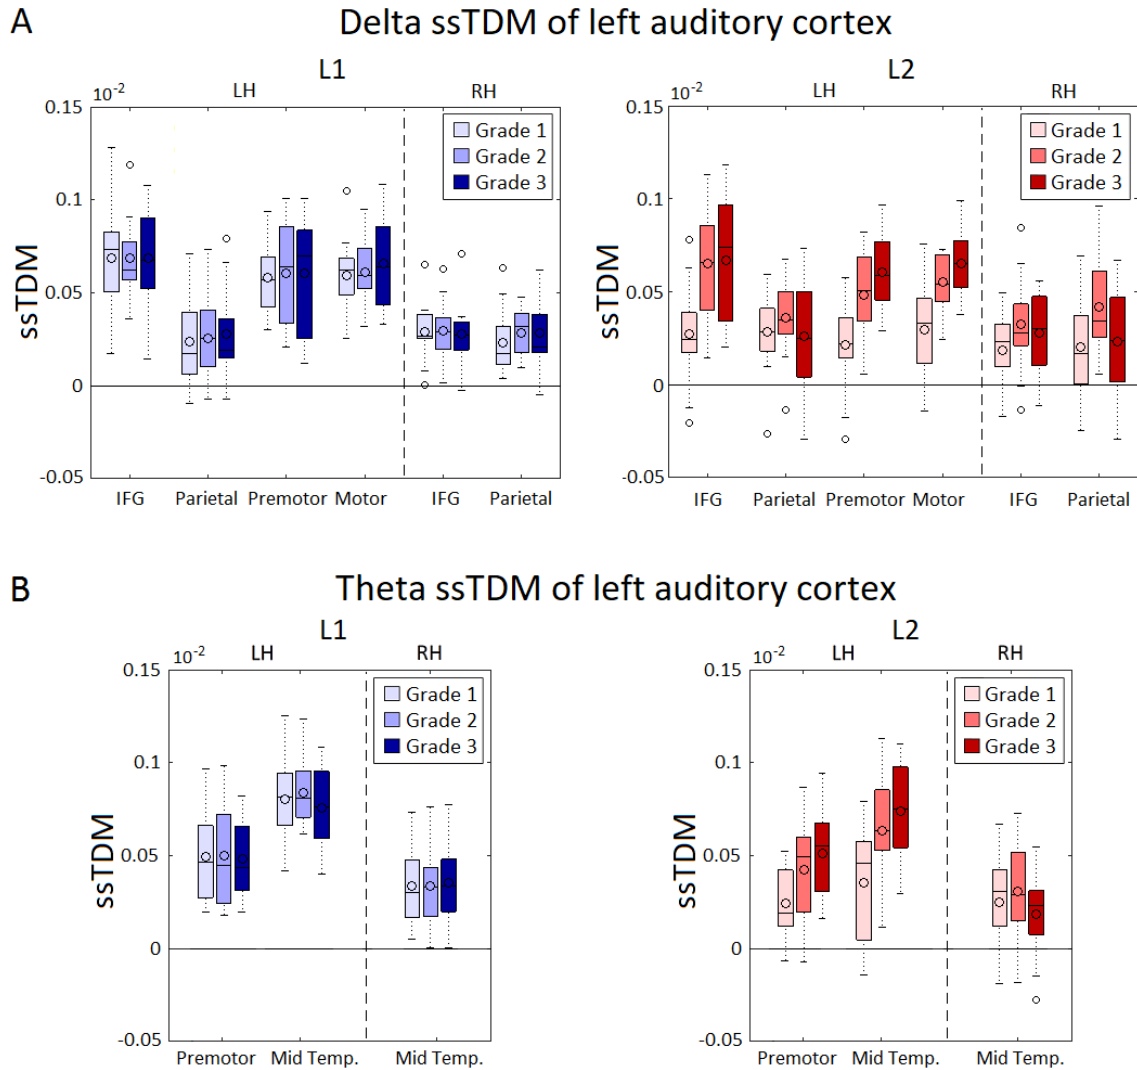 A
Delta ssTDM of left auditory cortex
L1
L2
10-2
LH
RH
10-2
LH
RH
0.15
0.1
0.05
0
-0.05
ssTDM
Grade 1
Grade 2
Grade 3
IFG Parietal Premotor Motor IFG Parietal
0.15
0.1
0.05
0
-0.05
ssTDM
Grade 1
Grade 2
Grade 3
IFG Parietal Premotor Motor IFG Parietal
B
Theta ssTDM of left auditory cortex
L1
L2
10-2
LH
RH
10-2
LH
RH
0.15
0.1
0.05
0
-0.05
ssTDM
Grade 1
Grade 2
Grade 3
Premotor Mid Temp. Mid Temp.
0.15
0.1
0.05
0
-0.05
ssTDM
Grade 1
Grade 2
Grade 3
Premotor Mid Temp. Mid Temp.